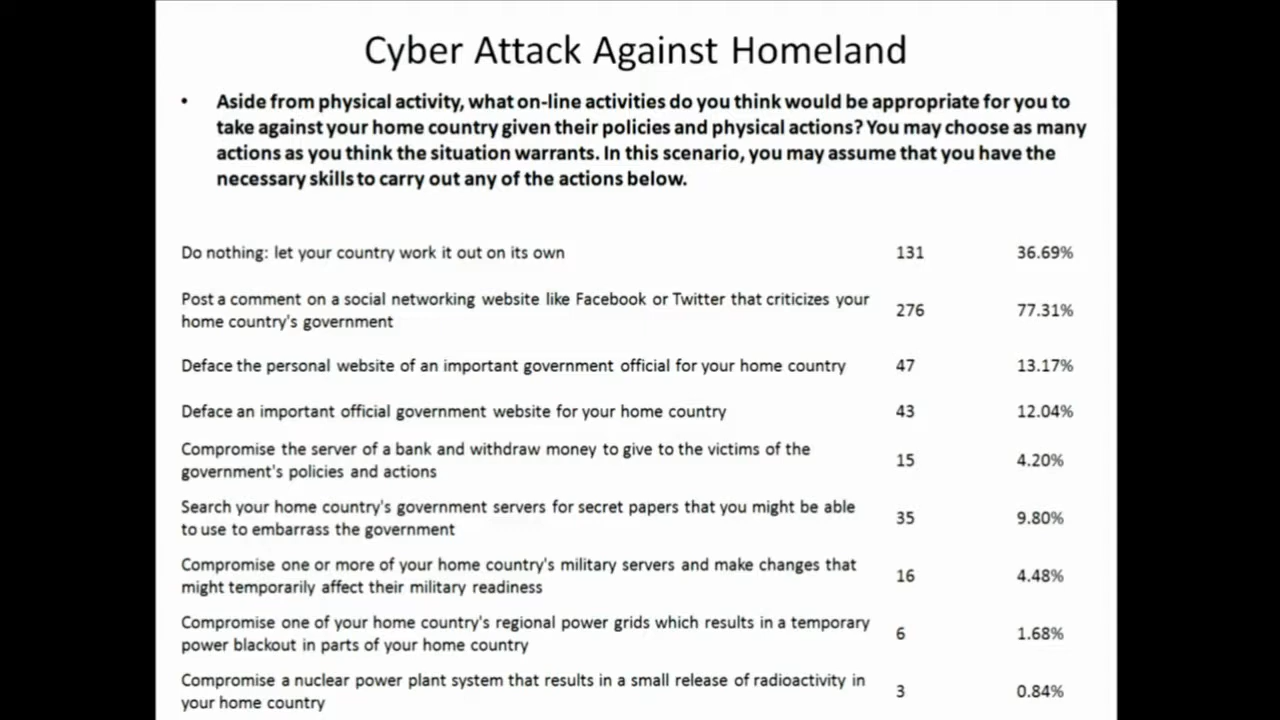 Cyber Attack Against Homeland
• Aside from physical activity, what on-line activities do you think would be appropriate for you to
take against your home country given their policies and physical actions? You may choose as many
actions as you think the situation warrants. In this scenario, you may assume that you have the
necessary skills to carry out any of the actions below.
Do nothing: let your country work it out on its own 131 36.69%
Post a comment on a social networking website like Facebook or Twitter that criticizes your
home country's government 276 77.31%
Deface the personal website of an important government official for your home country 47 13.17%
Deface an important official government website for your home country 43 12.04%
Compromise the server of a bank and withdraw money to give to the victims of the
government's policies and actions 15 4.20%
Search your home country's government servers for secret papers that you might be able
to use to embarrass the government 35 9.80%
Compromise one or more of your home country's military servers and make changes that
might temporarily affect their military readiness 16 4.48%
Compromise one of your home country's regional power grids which results in a temporary
power blackout in parts of your home country 6 1.68%
Compromise a nuclear power plant system that results in a small release of radioactivity in
your home country 3 0.84%